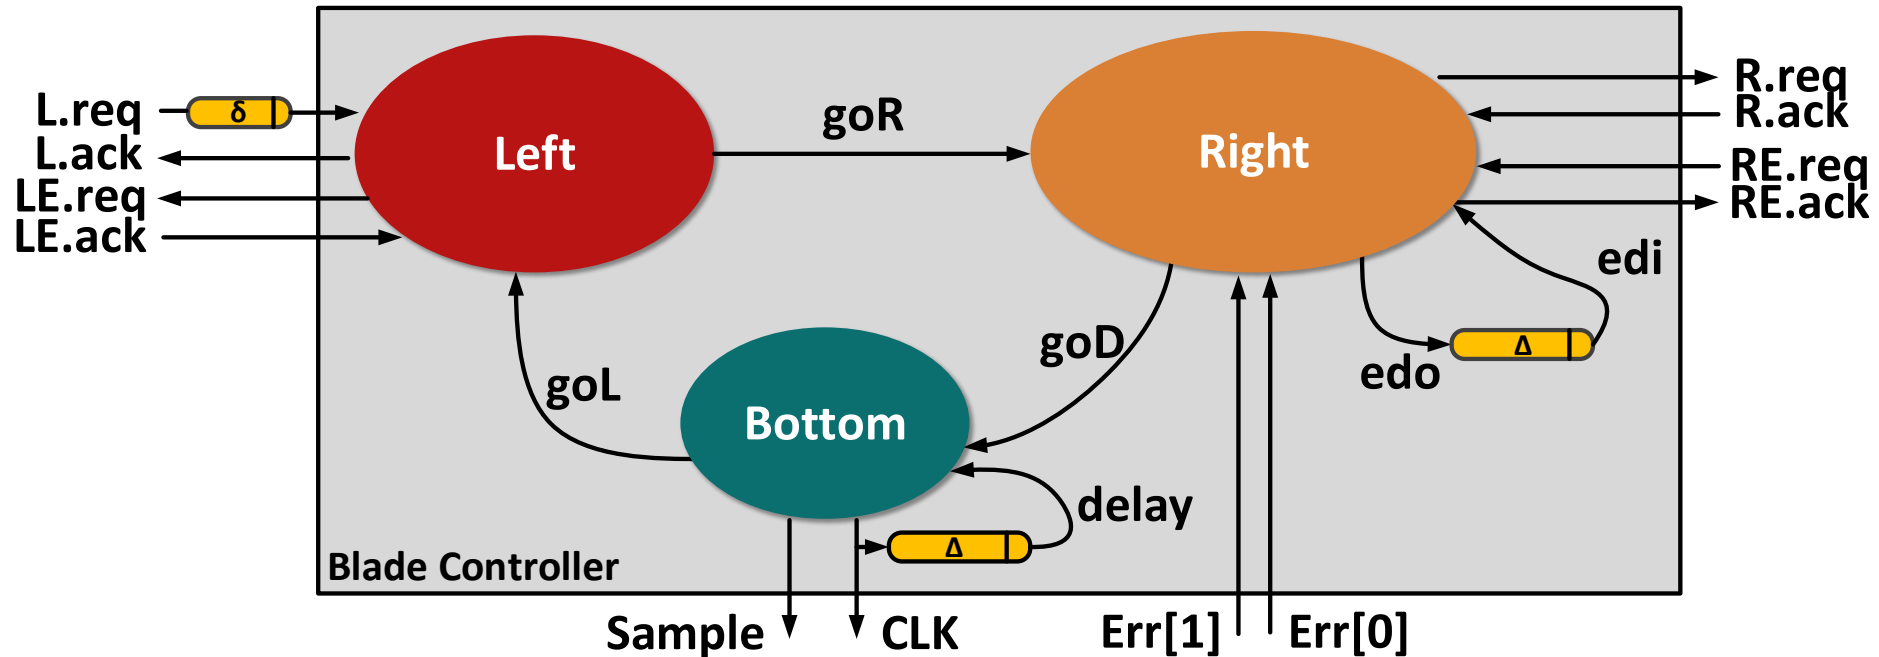 L.req
δ
L.ack
LE.req
LE.ack
Left
goR
Right
R.req
R.ack
RE.req
RE.ack
edi
edo
Δ
goD
goL
Bottom
delay
Δ
Blade Controller
Sample
CLK
Err[1]
Err[0]